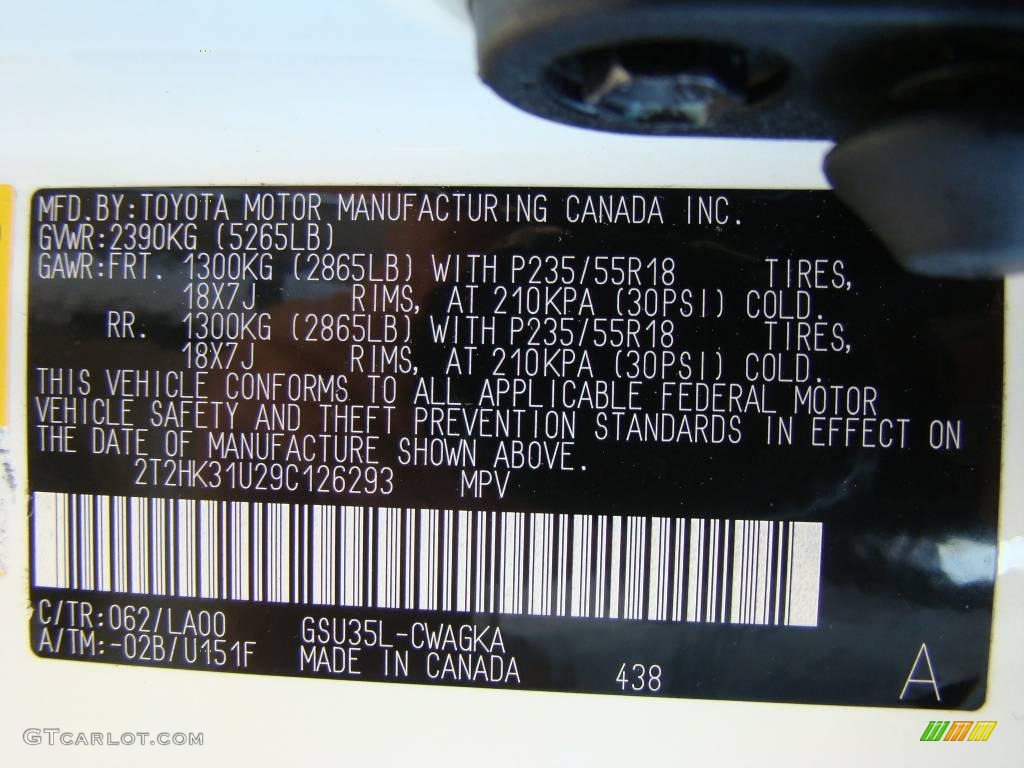 MFD.BY:TOYOTA MOTOR MANUFACTURING CANADA INC.
GVWR:2390KG (5265LB)
GAWR:FRT. 1300KG (2865LB) WITH P235/55R18 TIRES,
18X7J RIMS, AT 210KPA (30PSI) COLD.
RR. 1300KG (2865LB) WITH P235/55R18 TIRES,
18X7J RIMS, AT 210KPA (30PSI) COLD.
THIS VEHICLE CONFORMS TO ALL APPLICABLE FEDERAL MOTOR
VEHICLE SAFETY AND THEFT PREVENTION STANDARDS IN EFFECT ON
THE DATE OF MANUFACTURE SHOWN ABOVE.
2T2HK31U29C126293 MPV
C/TR:062/LA00 GSU35L-CWAGKA
A/TM:-02B/U151F MADE IN CANADA 438 A
GTCARLOT.COM